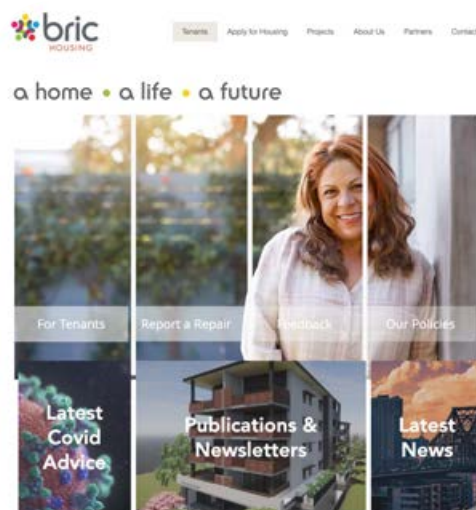 bric
HOUSING
Tenants Apply for Housing Projects About Us Partners Contact
a home • a life • a future
For Tenants Report a Repair Feedback Our Policies
Latest
Covid
Advice
Publications &
Newsletters
Latest
News